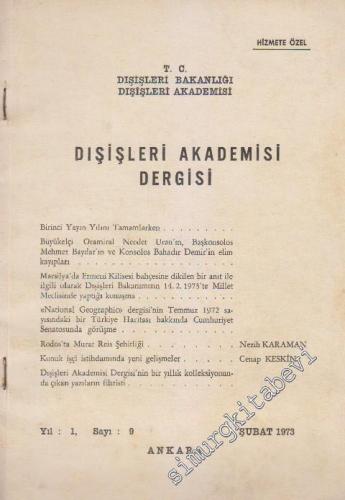 HİZMETE ÖZEL
T. C.
DIŞİŞLERİ BAKANLIĞI
DIŞİŞLERİ AKADEMİSİ
DIŞİŞLERİ AKADEMİSİ
DERGİSİ
Birinci Yayın Yılını Tamamlarken . . . . . . . . .
Büyükelçi Oramiral Necdet Uran'ın, Başkonsolos
Mehmet Baydar'ın ve Konsolos Bahadır Demir'in elim
kayıpları . . . . . . . . . . . . . .
Marsilya'da Ermeni Kilisesi bahçesine dikilen bir anıt ile
ilgili olarak Dışişleri Bakanımızın 14. 2. 1973'te Millet
Meclisinde yaptığı konuşma . . . . . . . . . .
«National Geographic» dergisi'nin Temmuz 1972 sa-
yısındaki bir Türkiye Haritası hakkında Cumhuriyet
Senatosunda görüşme . . . . . . . . . . .
Rodos'ta Murat Reis Şehirliği . . . . . . Nezih KARAMAN
Konuk işçi istihdamında yeni gelişmeler . . . Cenap KESKİN
Dışişleri Akademisi Dergisi'nin bir yıllık kolleksiyonun-
da çıkan yazıların fihristi . . . . . . . . . .
Yıl : 1, Sayı : 9 ŞUBAT 1973
ANKARA
simurgkitabevi.com